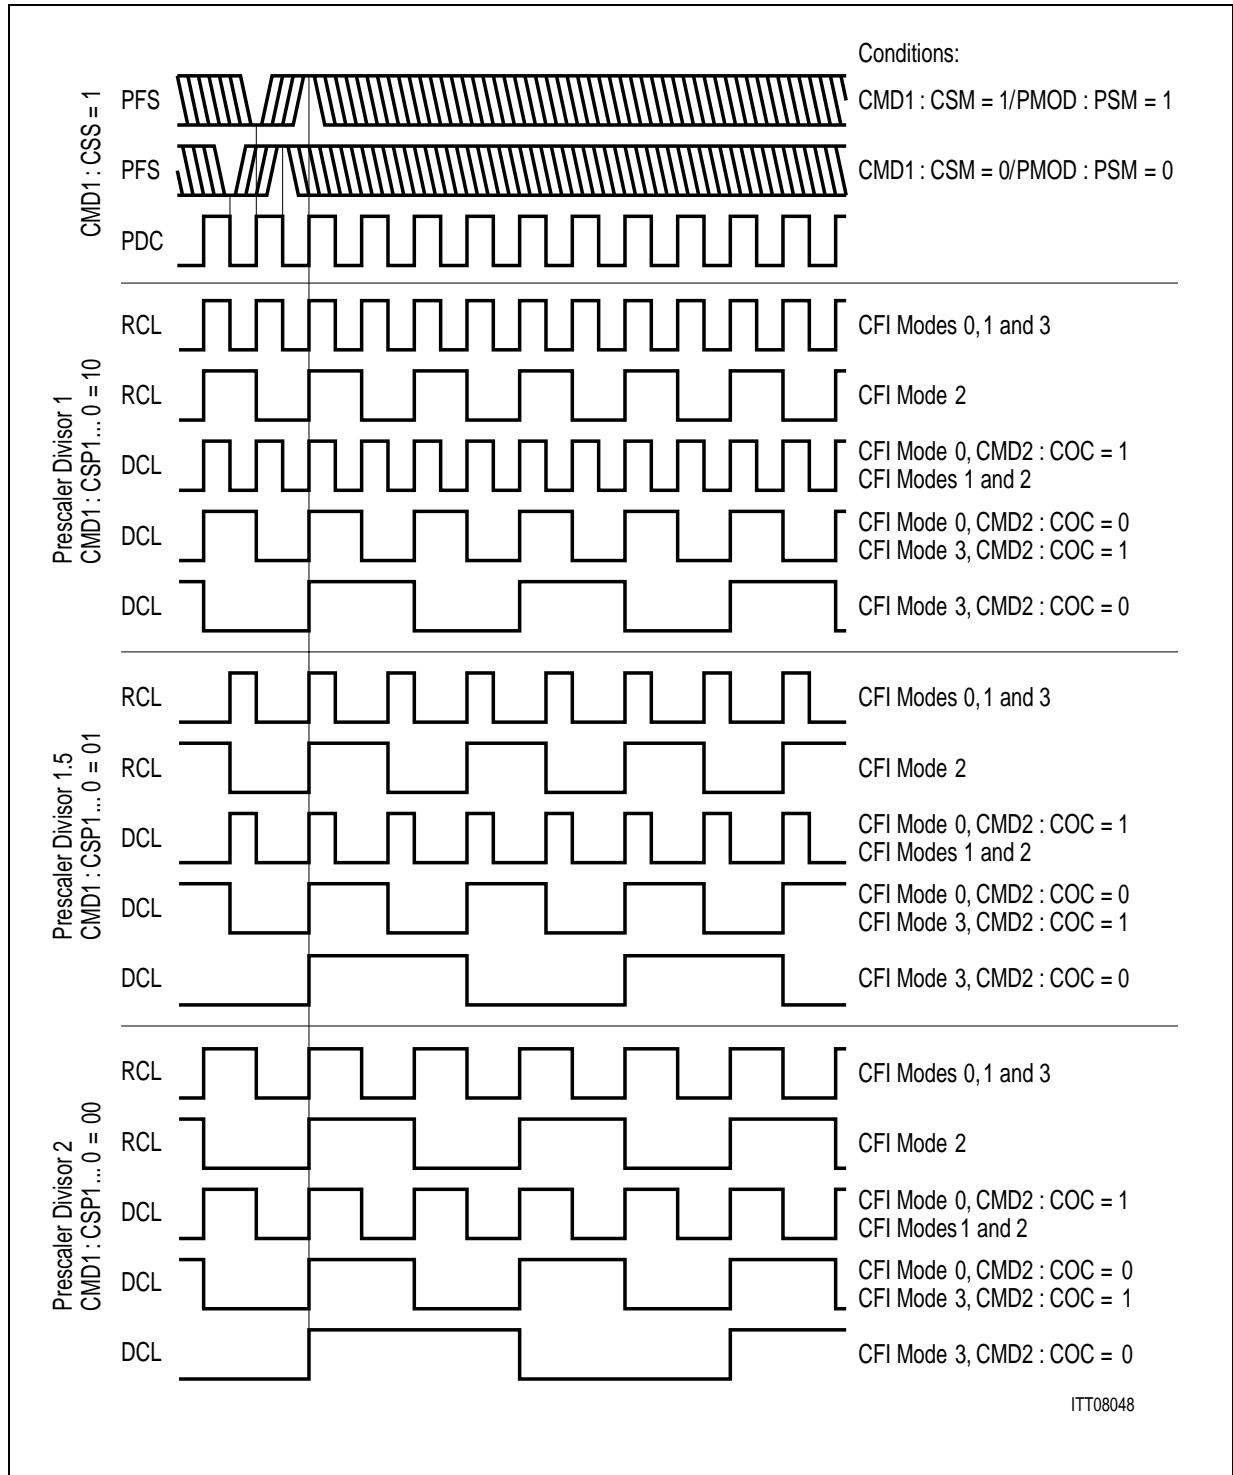 Conditions:
CMD1 : CSS = 1
PFS
CMD1 : CSM = 1/PMOD : PSM = 1
PFS
CMD1 : CSM = 0/PMOD : PSM = 0
PDC
Prescaler Divisor 1
CMD1 : CSP1 ... 0 = 10
RCL
CFI Modes 0, 1 and 3
RCL
CFI Mode 2
DCL
CFI Mode 0, CMD2 : COC = 1
CFI Modes 1 and 2
DCL
CFI Mode 0, CMD2 : COC = 0
CFI Mode 3, CMD2 : COC = 1
DCL
CFI Mode 3, CMD2 : COC = 0
Prescaler Divisor 1.5
CMD1 : CSP1 ... 0 = 01
RCL
CFI Modes 0, 1 and 3
RCL
CFI Mode 2
DCL
CFI Mode 0, CMD2 : COC = 1
CFI Modes 1 and 2
DCL
CFI Mode 0, CMD2 : COC = 0
CFI Mode 3, CMD2 : COC = 1
DCL
CFI Mode 3, CMD2 : COC = 0
Prescaler Divisor 2
CMD1 : CSP1 ... 0 = 00
RCL
CFI Modes 0, 1 and 3
RCL
CFI Mode 2
DCL
CFI Mode 0, CMD2 : COC = 1
CFI Modes 1 and 2
DCL
CFI Mode 0, CMD2 : COC = 0
CFI Mode 3, CMD2 : COC = 1
DCL
CFI Mode 3, CMD2 : COC = 0
ITT08048